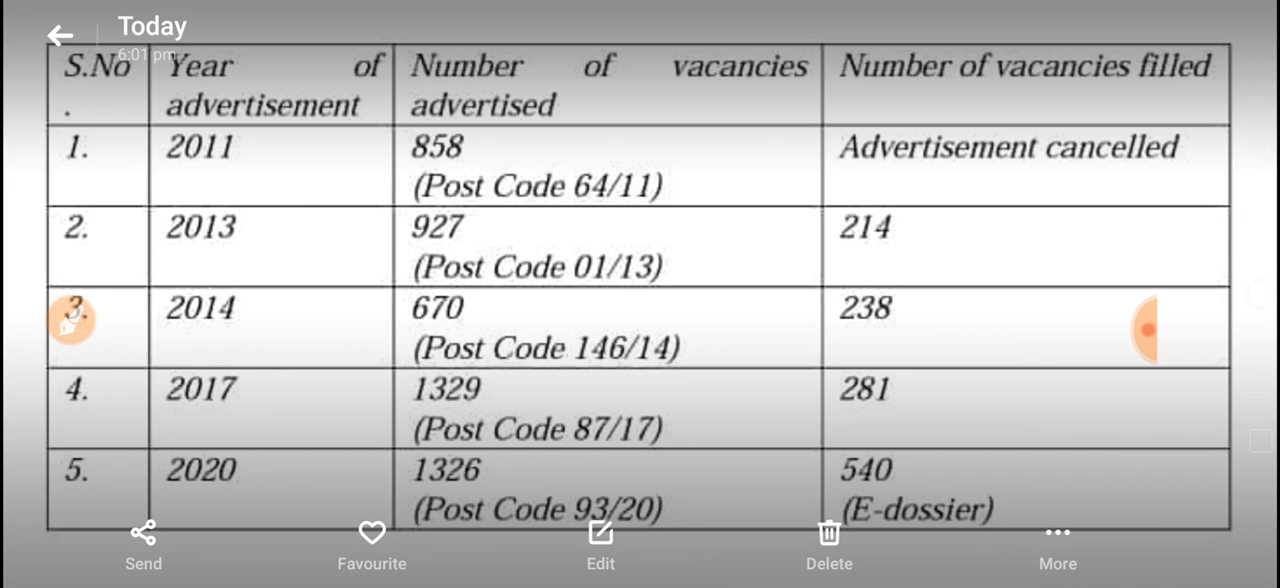 Today
6:01 pm
S.No Year of Number of vacancies Number of vacancies filled
. advertisement advertised
1. 2011 858 Advertisement cancelled
(Post Code 64/11)
2. 2013 927 214
(Post Code 01/13)
3. 2014 670 238
(Post Code 146/14)
4. 2017 1329 281
(Post Code 87/17)
5. 2020 1326 540
(Post Code 93/20) (E-dossier)
Send Favourite Edit Delete More